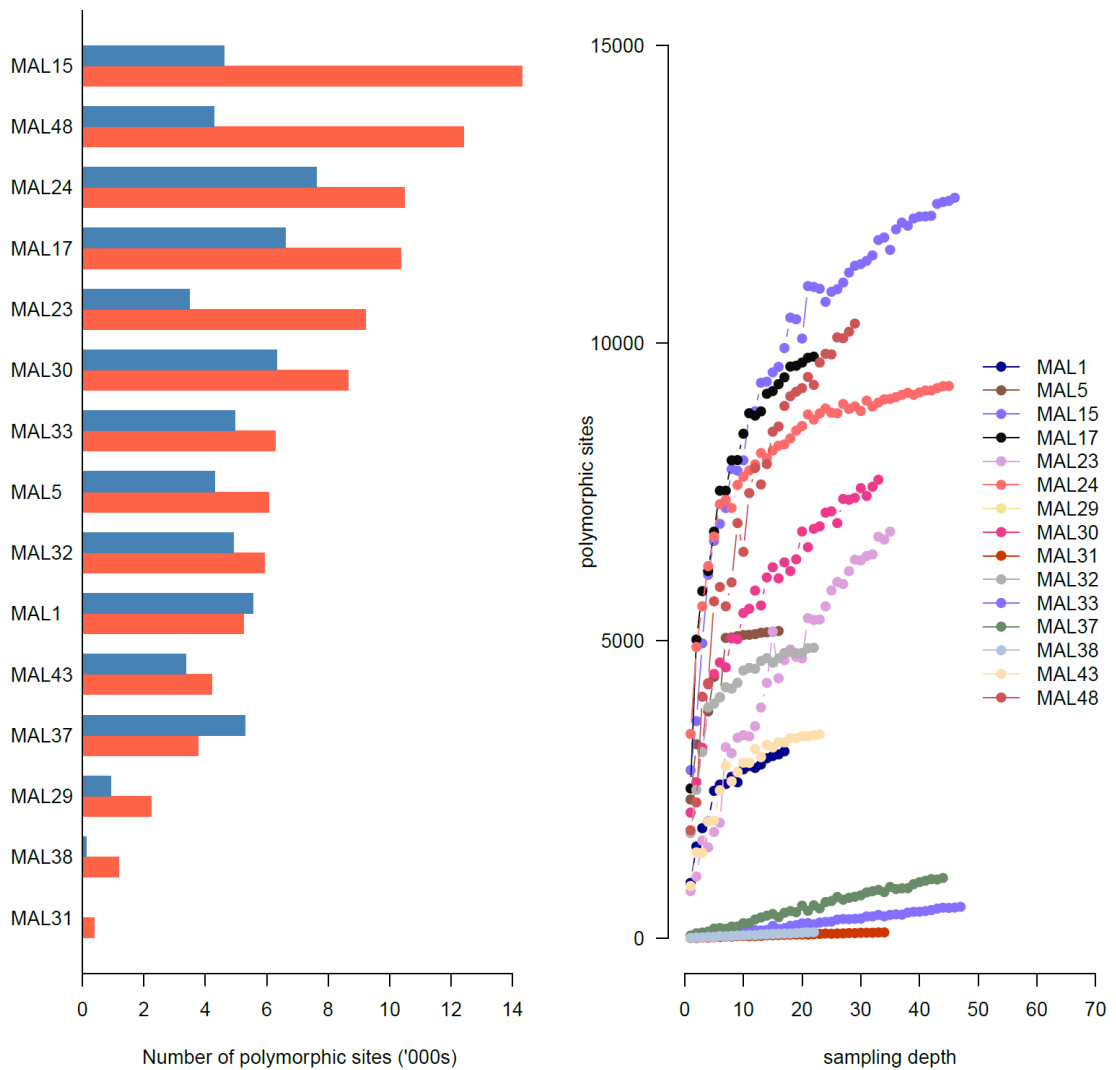 MAL15
MAL48
MAL24
MAL17
MAL23
MAL30
MAL33
MAL5
MAL32
MAL1
MAL43
MAL37
MAL29
MAL38
MAL31
0 2 4 6 8 10 12 14
Number of polymorphic sites ('000s)
15000
10000
5000
0
polymorphic sites
0 10 20 30 40 50 60 70
sampling depth
MAL1
MAL5
MAL15
MAL17
MAL23
MAL24
MAL29
MAL30
MAL31
MAL32
MAL33
MAL37
MAL38
MAL43
MAL48